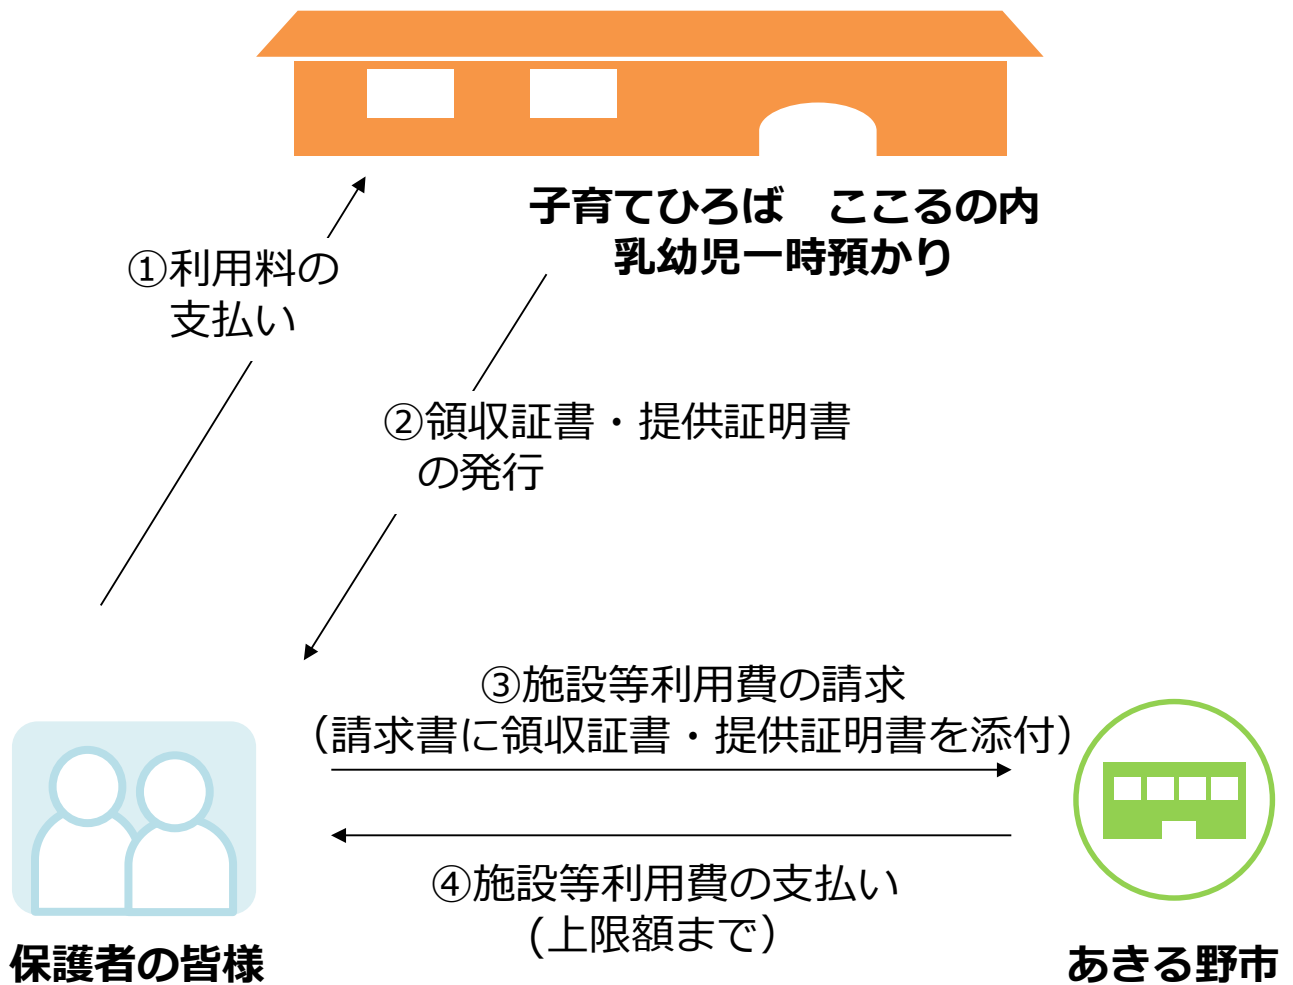 子育てひろば　ここるの内
乳幼児一時預かり
①利用料の
支払い
②領収証書・提供証明書
の発行
③施設等利用費の請求
（請求書に領収証書・提供証明書を添付）
④施設等利用費の支払い
(上限額まで）
保護者の皆様
あきる野市